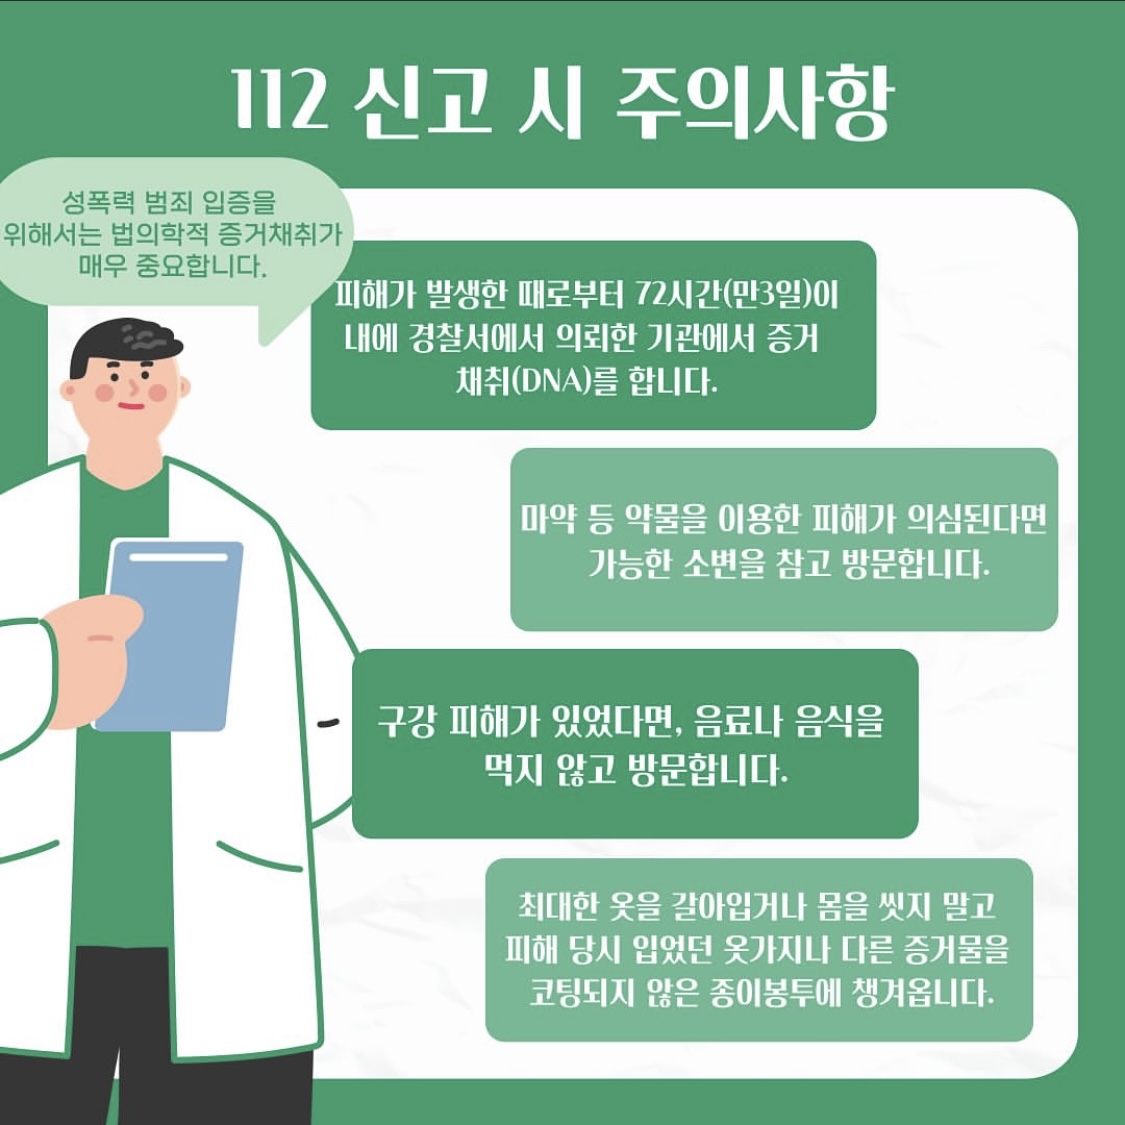 112 신고 시 주의사항
성폭력 범죄 입증을
위해서는 법의학적 증거채취가
매우 중요합니다.
피해가 발생한 때로부터 72시간(만3일)이
내에 경찰서에서 의뢰한 기관에서 증거
채취(DNA)를 합니다.
마약 등 약물을 이용한 피해가 의심된다면
가능한 소변을 참고 방문합니다.
구강 피해가 있었다면, 음료나 음식을
먹지 않고 방문합니다.
최대한 옷을 갈아입거나 몸을 씻지 말고
피해 당시 입었던 옷가지나 다른 증거물을
코팅되지 않은 종이봉투에 챙겨옵니다.